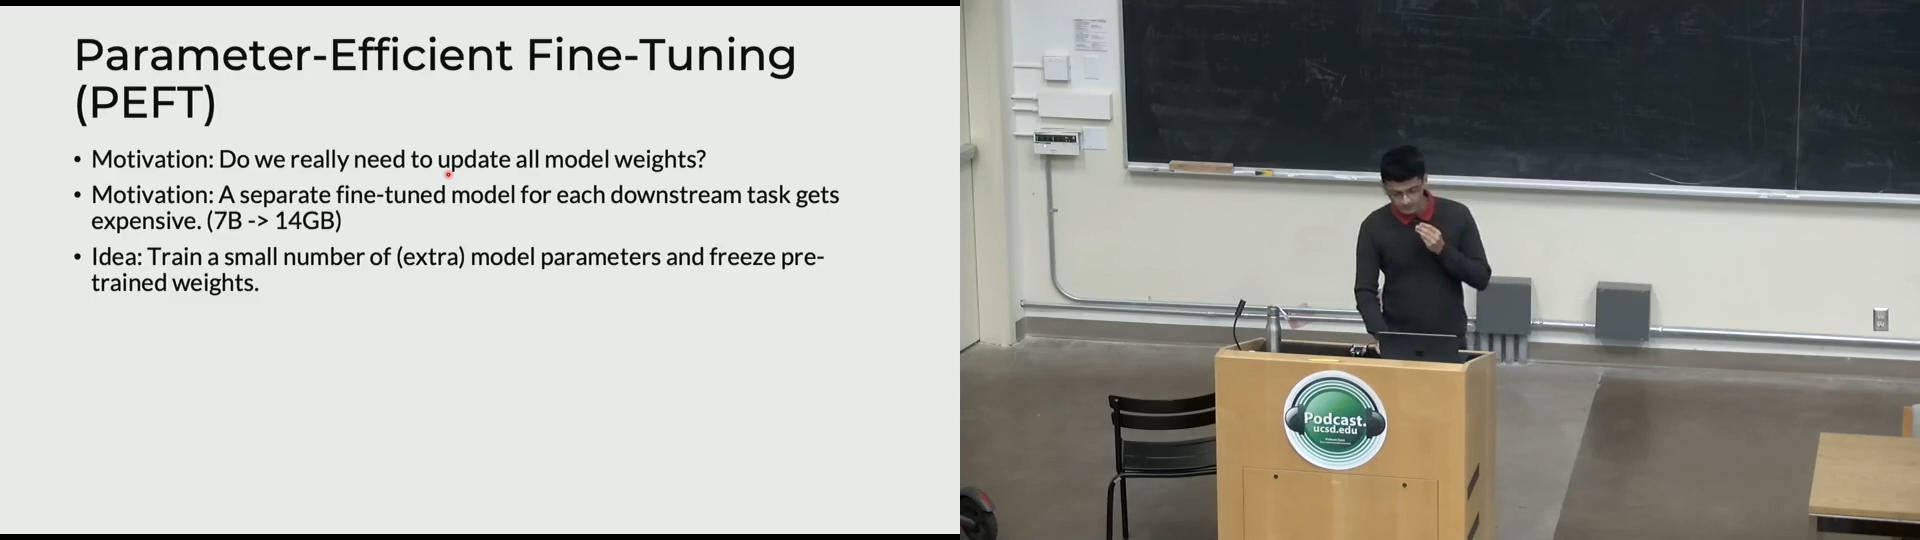 Parameter-Efficient Fine-Tuning
(PEFT)
• Motivation: Do we really need to update all model weights?
• Motivation: A separate fine-tuned model for each downstream task gets
expensive. (7B -> 14GB)
• Idea: Train a small number of (extra) model parameters and freeze pre-
trained weights.
Podcast.
ucsd.edu